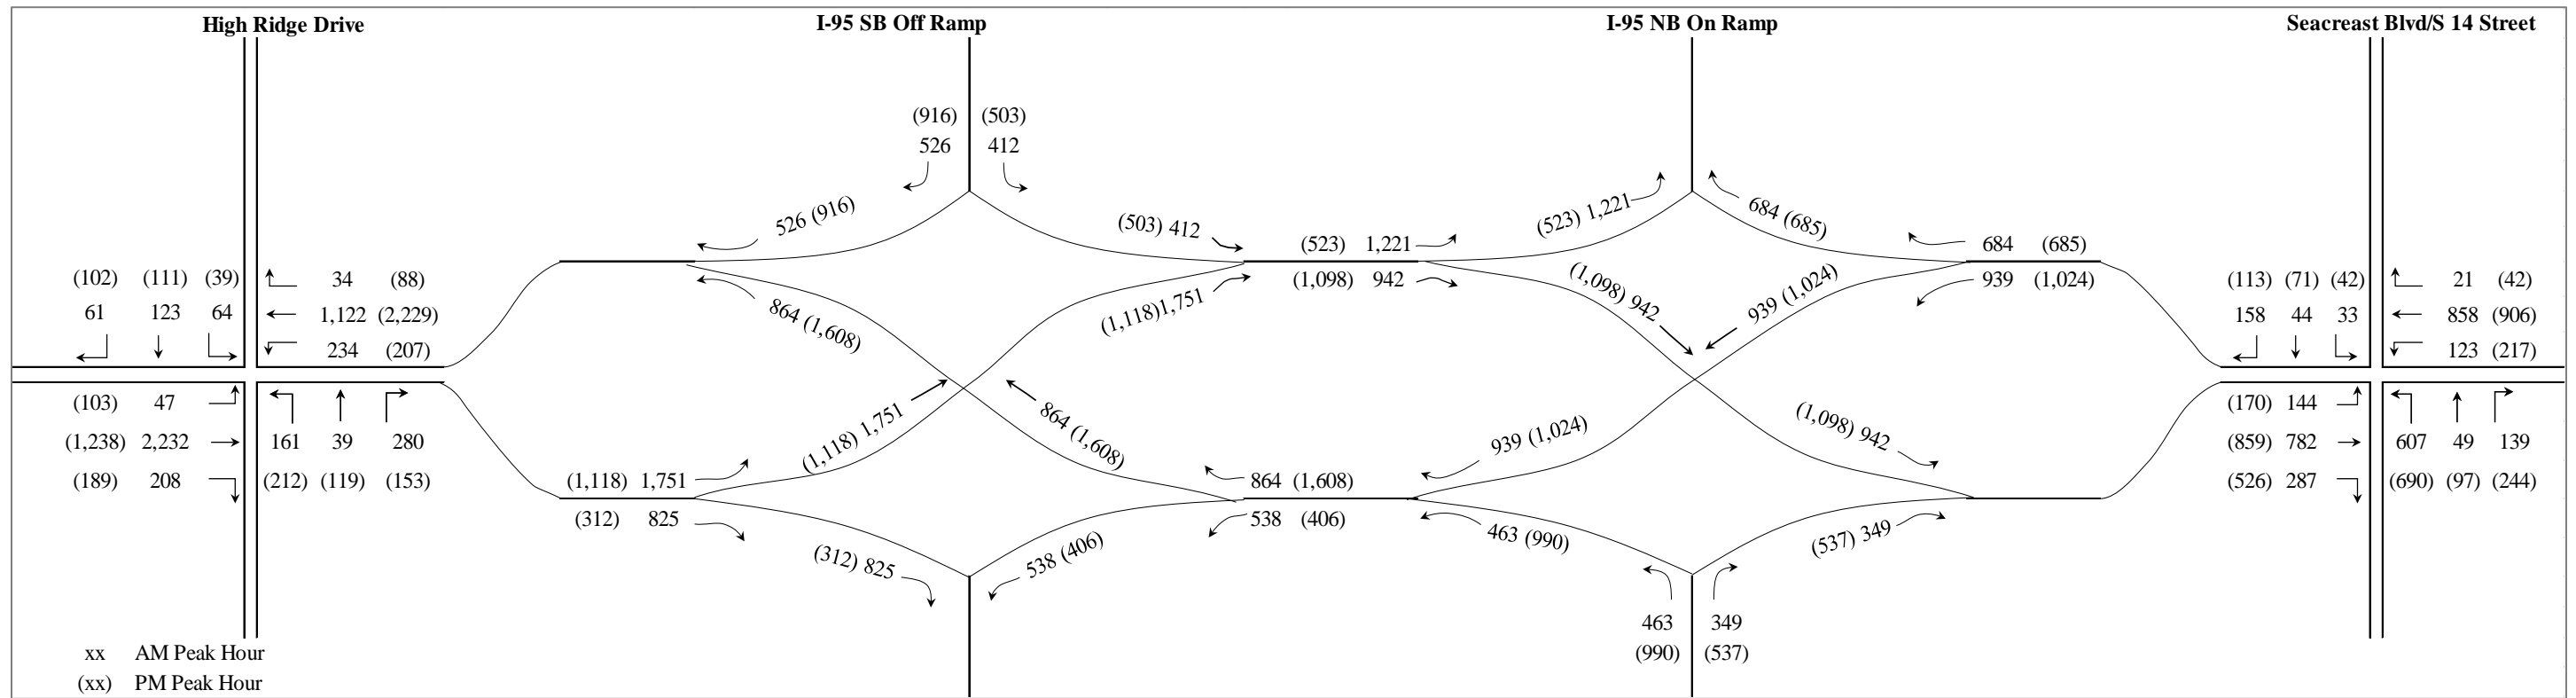 High Ridge Drive
I-95 SB Off Ramp
I-95 NB On Ramp
Seacreast Blvd/S 14 Street
(916) (503)
526 412
526 (916)
(503) 412
(523) 1,221
(1,098) 942
(523) 1,221
684 (685)
684 (685)
939 (1,024)
(102) (111) (39)
61 123 64
34 (88)
1,122 (2,229)
234 (207)
864 (1,608)
(1,118)1,751
(1,098) 942
939 (1,024)
(113) (71) (42)
158 44 33
21 (42)
858 (906)
123 (217)
(103) 47
(1,238) 2,232
(189) 208
161 39 280
(212) (119) (153)
(1,118) 1,751
(312) 825
(1,118) 1,751
864 (1,608)
864 (1,608)
538 (406)
939 (1,024)
(1,098) 942
(170) 144
(859) 782
(526) 287
607 49 139
(690) (97) (244)
(312) 825
538 (406)
463 (990)
(537) 349
463 349
(990) (537)
xx AM Peak Hour
(xx) PM Peak Hour